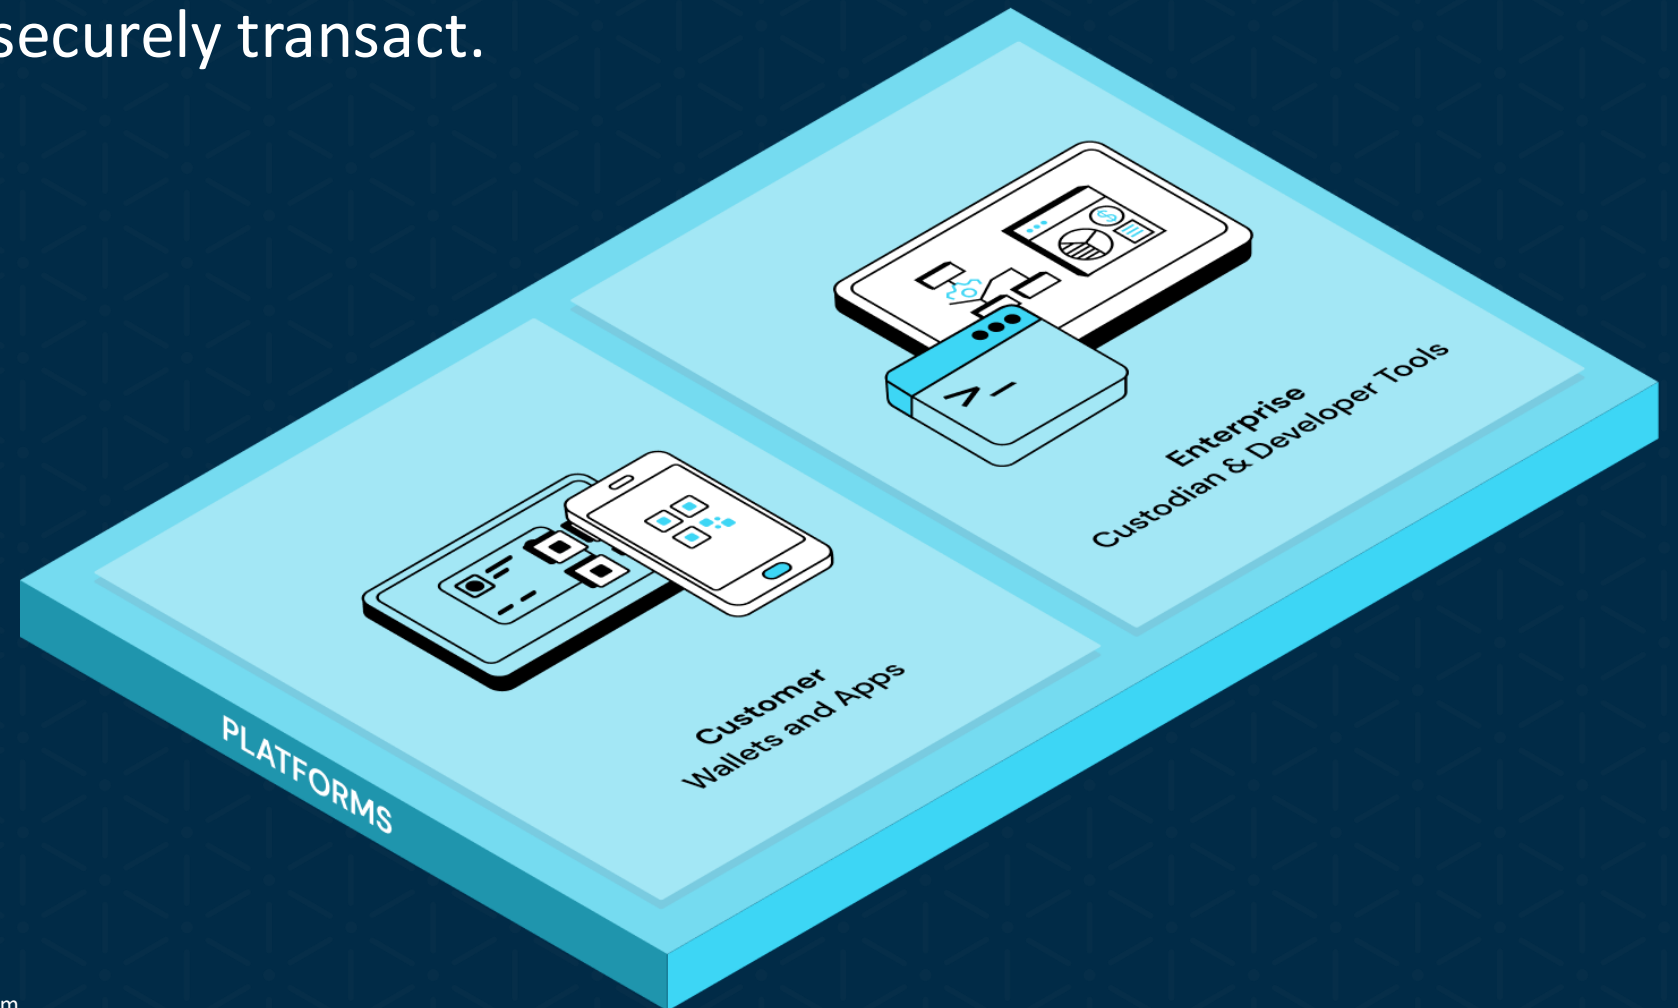 securely transact.
Enterprise
Custodian & Developer Tools
Customer
Wallets and Apps
PLATFORMS
m